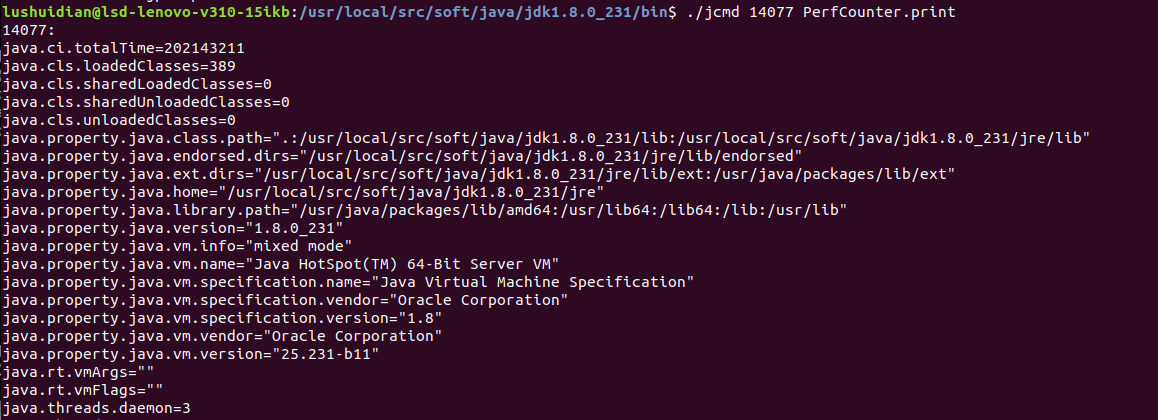 lushuidian@lsd-lenovo-v310-15ikb:/usr/local/src/soft/java/jdk1.8.0_231/bin$ ./jcmd 14077 PerfCounter.print
14077:
java.ci.totalTime=202143211
java.cls.loadedClasses=389
java.cls.sharedLoadedClasses=0
java.cls.sharedUnloadedClasses=0
java.cls.unloadedClasses=0
java.property.java.class.path=".:/usr/local/src/soft/java/jdk1.8.0_231/lib:/usr/local/src/soft/java/jdk1.8.0_231/jre/lib"
java.property.java.endorsed.dirs="/usr/local/src/soft/java/jdk1.8.0_231/jre/lib/endorsed"
java.property.java.ext.dirs="/usr/local/src/soft/java/jdk1.8.0_231/jre/lib/ext:/usr/java/packages/lib/ext"
java.property.java.home="/usr/local/src/soft/java/jdk1.8.0_231/jre"
java.property.java.library.path="/usr/java/packages/lib/amd64:/usr/lib64:/lib64:/lib:/usr/lib"
java.property.java.version="1.8.0_231"
java.property.java.vm.info="mixed mode"
java.property.java.vm.name="Java HotSpot(TM) 64-Bit Server VM"
java.property.java.vm.specification.name="Java Virtual Machine Specification"
java.property.java.vm.specification.vendor="Oracle Corporation"
java.property.java.vm.specification.version="1.8"
java.property.java.vm.vendor="Oracle Corporation"
java.property.java.vm.version="25.231-b11"
java.rt.vmArgs=""
java.rt.vmFlags=""
java.threads.daemon=3